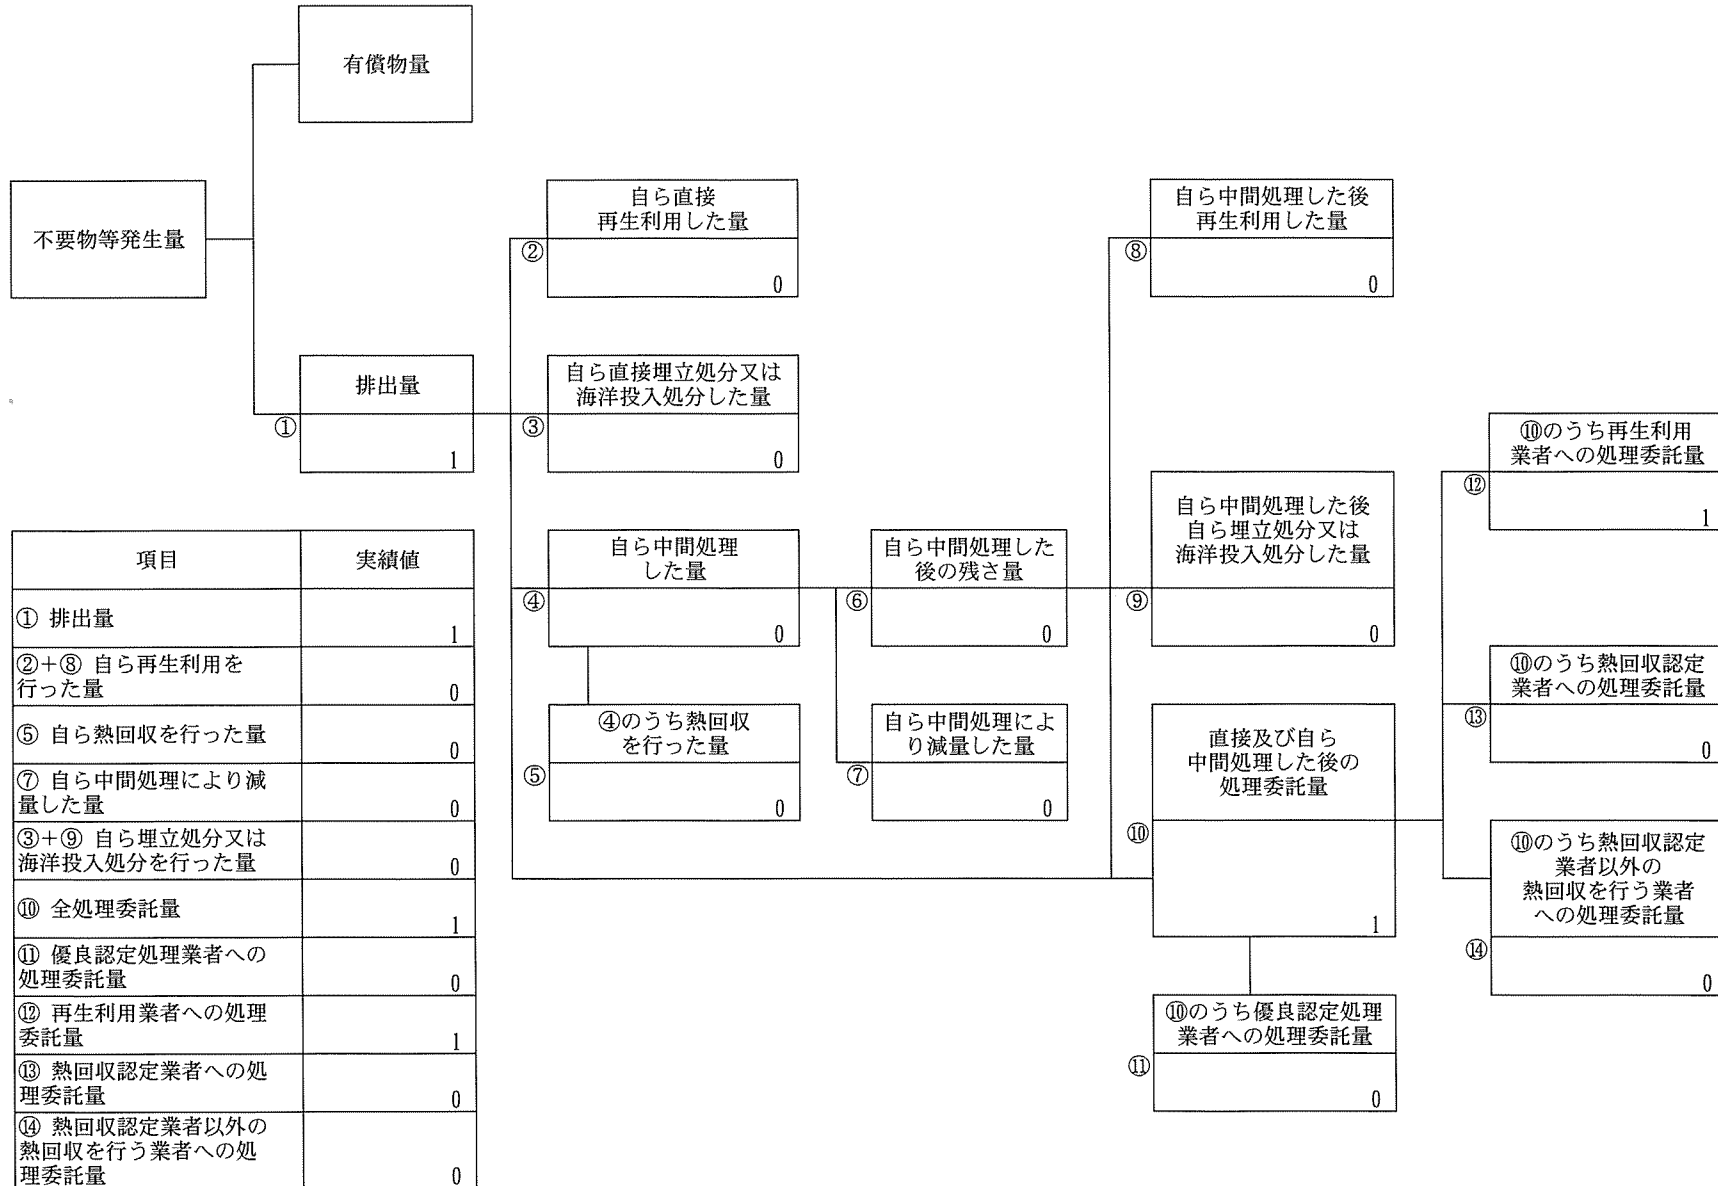 有償物量
不要物等発生量
自ら直接
再生利用した量
②
0
自ら中間処理した後
再生利用した量
⑧
0
排出量
①
1
自ら直接埋立処分又は
海洋投入処分した量
③
0
⑩のうち再生利用
業者への処理委託量
⑫
1
自ら中間処理
した量
④
0
自ら中間処理した
後の残さ量
⑥
0
自ら中間処理した後
自ら埋立処分又は
海洋投入処分した量
⑨
0
⑩のうち熱回収認定
業者への処理委託量
⑬
0
④のうち熱回収
を行った量
⑤
0
自ら中間処理によ
り減量した量
⑦
0
直接及び自ら
中間処理した後の
処理委託量
⑩
1
⑩のうち熱回収認定
業者以外の
熱回収を行う業者
への処理委託量
⑭
0
⑩のうち優良認定処理
業者への処理委託量
⑪
0
項目 実績値
① 排出量
1
②+⑧ 自ら再生利用を
行った量 0
⑤ 自ら熱回収を行った量
0
⑦ 自ら中間処理により減
量した量 0
③+⑨ 自ら埋立処分又は
海洋投入処分を行った量 0
⑩ 全処理委託量
1
⑪ 優良認定処理業者への
処理委託量 0
⑫ 再生利用業者への処理
委託量 1
⑬ 熱回収認定業者への処
理委託量 0
⑭ 熱回収認定業者以外の
熱回収を行う業者への処
理委託量 0